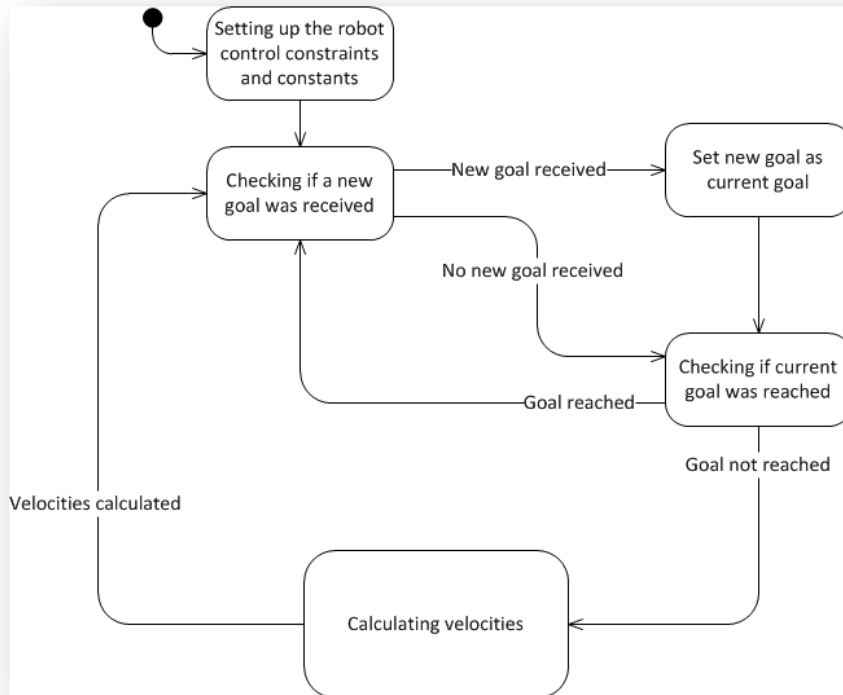 Setting up the robot
control constraints
and constants
Checking if a new
goal was received
New goal received
Set new goal as
current goal
No new goal received
Checking if current
goal was reached
Goal reached
Goal not reached
Velocities calculated
Calculating velocities